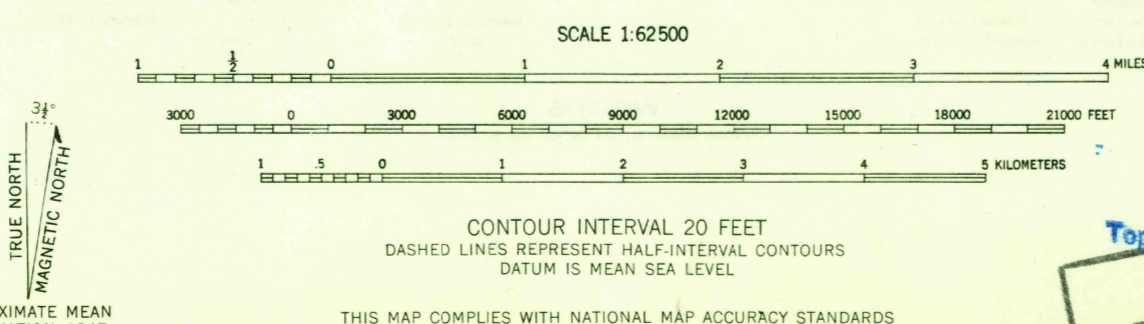 SCALE 1:62500
1 ½ 0 1 2 3 4 MILES
3000 0 3000 6000 9000 12000 15000 18000 21000 FEET
1 .5 0 1 2 3 4 5 KILOMETERS
3½°
TRUE NORTH
MAGNETIC NORTH
CONTOUR INTERVAL 20 FEET
DASHED LINES REPRESENT HALF-INTERVAL CONTOURS
DATUM IS MEAN SEA LEVEL
Top
XIMATE MEAN
THIS MAP COMPLIES WITH NATIONAL MAP ACCURACY STANDARDS